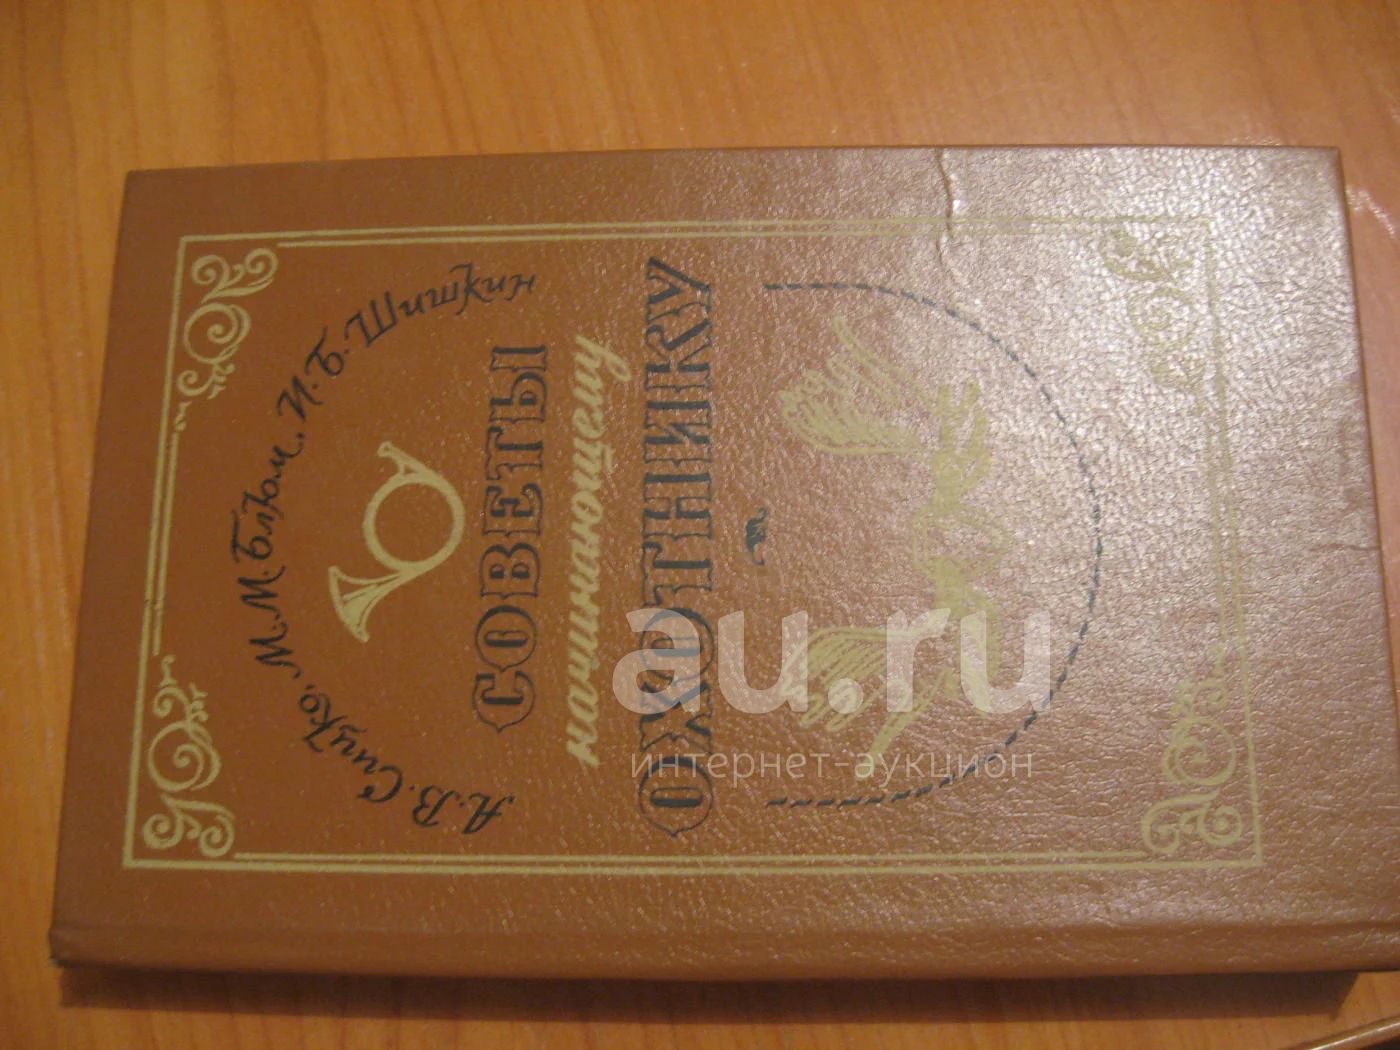 А.В. Сицко, М.М. Блюм, И.Б. Шишкин
СОВЕТЫ
начинающему
ОХОТНИКУ
au.ru
интернет-аукцион